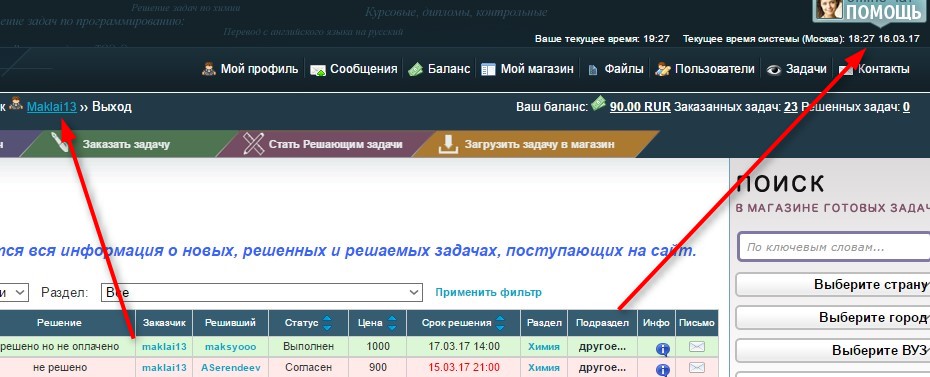 Решение задач по химии
Курсовые, дипломы, контрольные
ение задач по программированию:
Перевод с английского языка на русский
ПОМОЩЬ
Ваше текущее время: 19:27 Текущее время системы (Москва): 18:27 16.03.17
Мой профиль Сообщения Баланс Мой магазин Файлы Пользователи Задачи Контакты
к Maklai13 ›› Выход
Ваш баланс: 90.00 RUR Заказанных задач: 23 Решенных задач: 0
Заказать задачу Стать Решающим задачи Загрузить задачу в магазин
ПОИСК
В МАГАЗИНЕ ГОТОВЫХ ЗАДАЧ
По ключевым словам...
тся вся информация о новых, решенных и решаемых задачах, поступающих на сайт.
Выберите страну
и Раздел: Все Применить фильтр
Выберите город
Решение Заказчик Решивший Статус Цена Срок решения Раздел Подраздел Инфо Письмо
решено но не оплачено maklai13 maksyooo Выполнен 1000 17.03.17 14:00 Химия другое...
Выберите ВУЗ
не решено maklai13 ASerendeev Согласен 900 15.03.17 21:00 Химия другое...